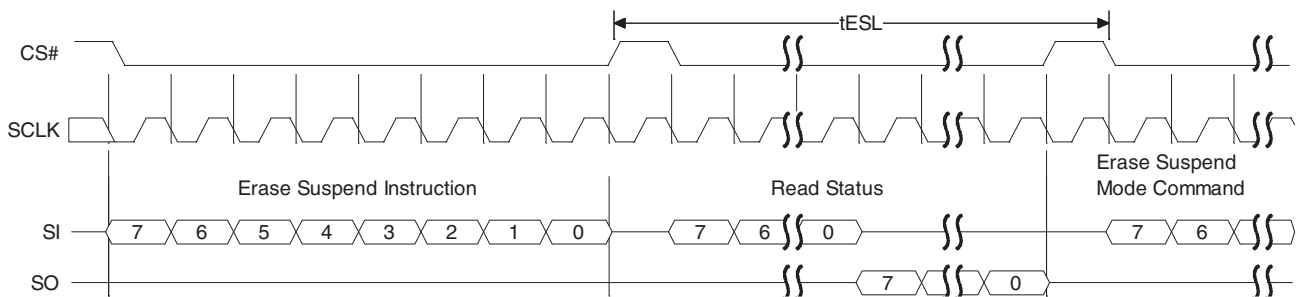 tESL
CS#
SCLK
Erase Suspend Instruction
Read Status
Erase Suspend
Mode Command
SI
7 6 5 4 3 2 1 0
7 6 0
7 6
SO
7 0